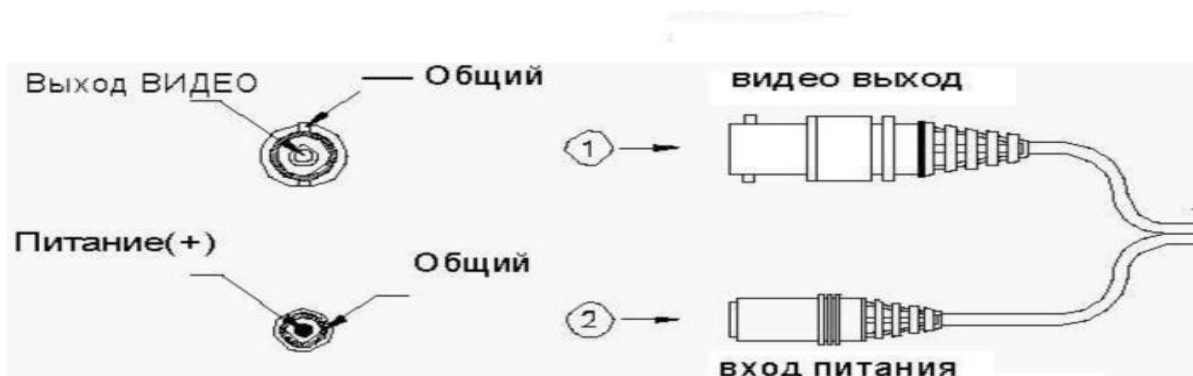 Выход ВИДЕО
Общий
видео выход
1
Питание(+)
Общий
2
вход питания